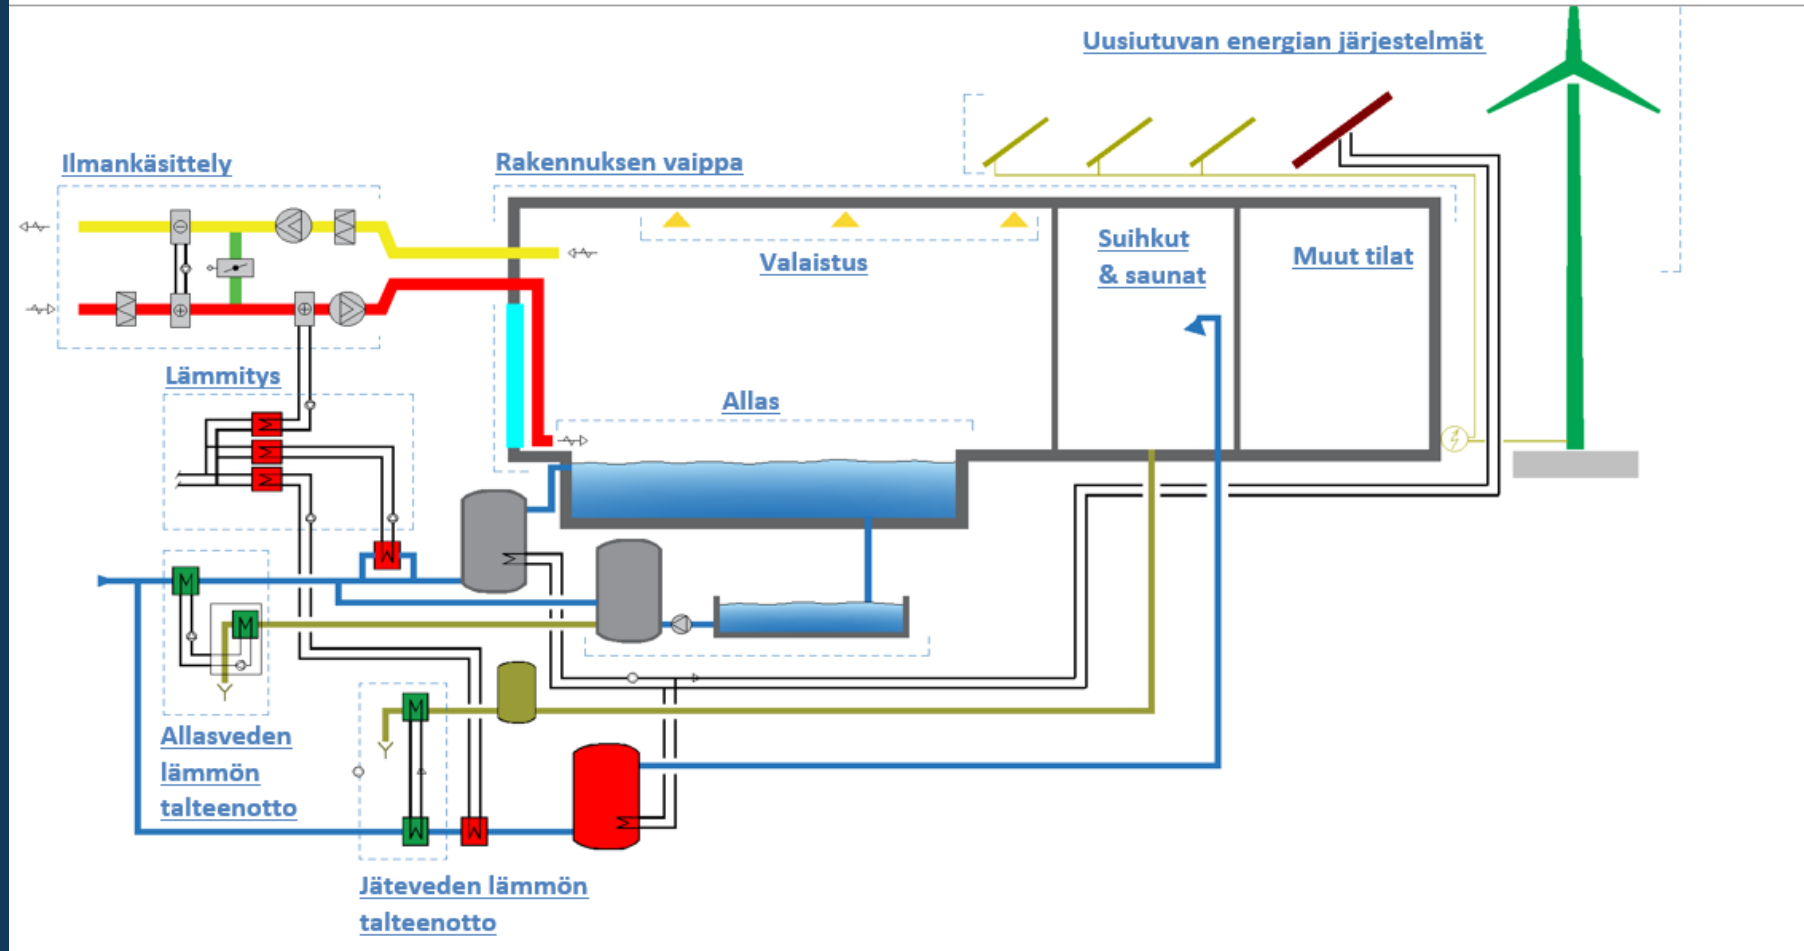 Uusiutuvan energian järjestelmät
Ilmankäsittely
Rakennuksen vaippa
Valaistus
Suihkut
& saunat
Muut tilat
Lämmitys
Allas
Allasveden
lämmön
talteenotto
Jäteveden lämmön
talteenotto